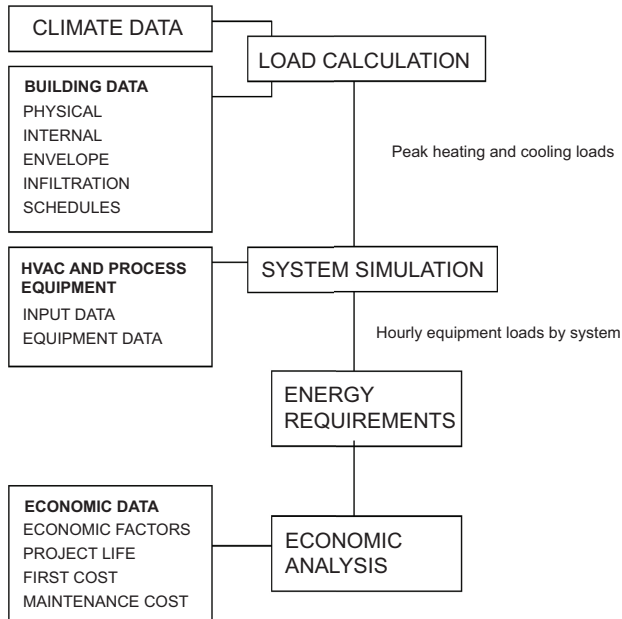 CLIMATE DATA
LOAD CALCULATION
BUILDING DATA
PHYSICAL
INTERNAL
ENVELOPE
INFILTRATION
SCHEDULES
Peak heating and cooling loads
HVAC AND PROCESS
EQUIPMENT
INPUT DATA
EQUIPMENT DATA
SYSTEM SIMULATION
Hourly equipment loads by system
ENERGY
REQUIREMENTS
ECONOMIC DATA
ECONOMIC FACTORS
PROJECT LIFE
FIRST COST
MAINTENANCE COST
ECONOMIC
ANALYSIS